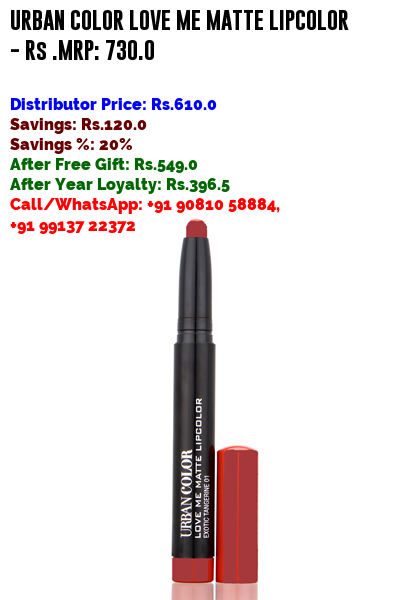 URBAN COLOR LOVE ME MATTE LIPCOLOR
- Rs .MRP: 730.0
Distributor Price: Rs.610.0
Savings: Rs.120.0
Savings %: 20%
After Free Gift: Rs.549.0
After Year Loyalty: Rs.396.5
Call/WhatsApp: +91 90810 58884,
+91 99137 22372
URBAN COLOR
LOVE ME MATTE LIPCOLOR
EXOTIC TANGERINE 01